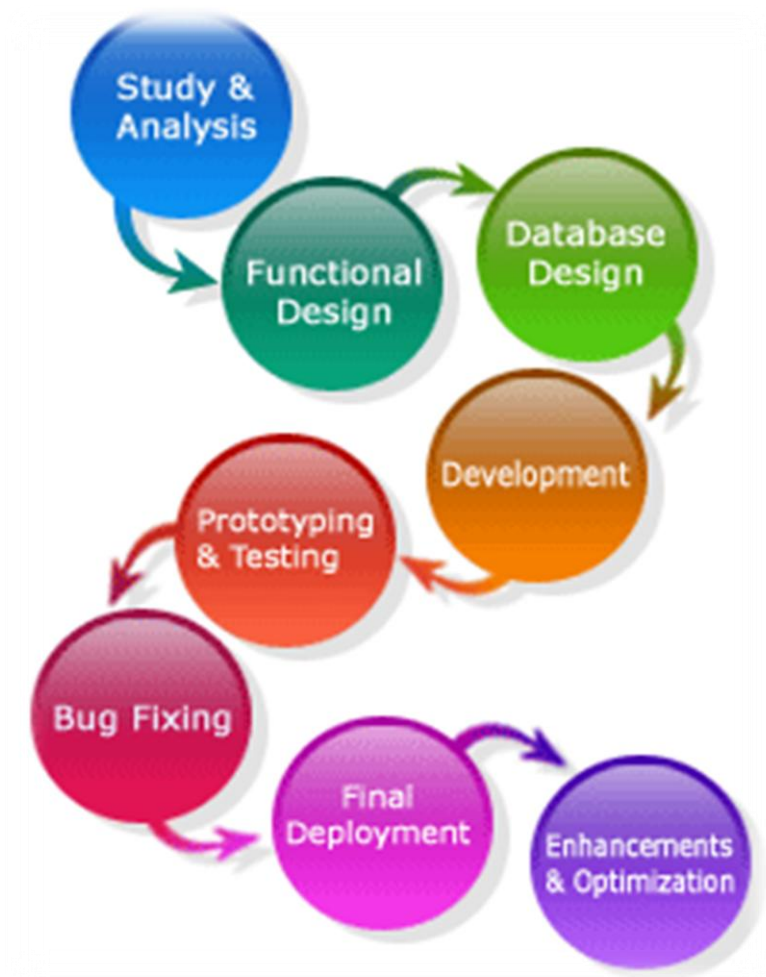 Study &
Analysis
Functional
Design
Database
Design
Development
Prototyping
& Testing
Bug Fixing
Final
Deployment
Enhancements
& Optimization